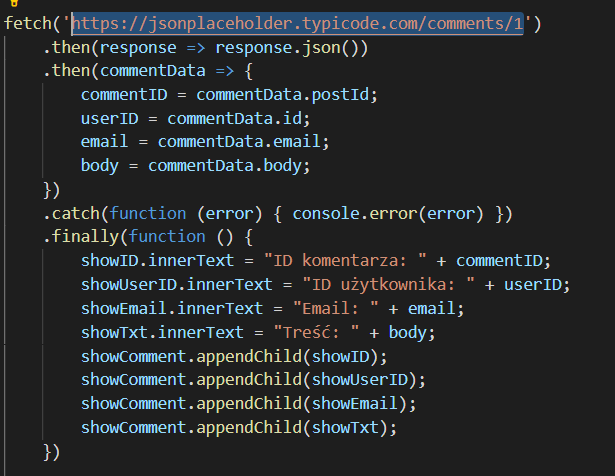 fetch('https://jsonplaceholder.typicode.com/comments/1')
    .then(response => response.json())
    .then(commentData => {
        commentID = commentData.postId;
        userID = commentData.id;
        email = commentData.email;
        body = commentData.body;
    })
    .catch(function (error) { console.error(error) })
    .finally(function () {
        showID.innerText = "ID komentarza: " + commentID;
        showUserID.innerText = "ID użytkownika: " + userID;
        showEmail.innerText = "Email: " + email;
        showTxt.innerText = "Treść: " + body;
        showComment.appendChild(showID);
        showComment.appendChild(showUserID);
        showComment.appendChild(showEmail);
        showComment.appendChild(showTxt);
    })